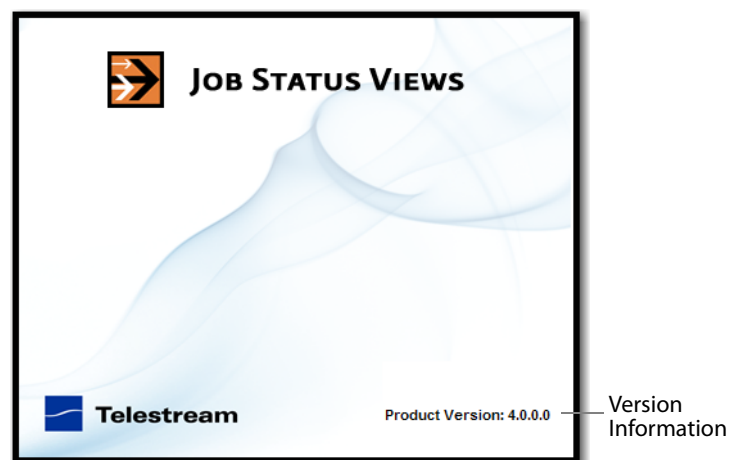 JOB STATUS VIEWS
Telestream
Product Version: 4.0.0.0
Version
Information